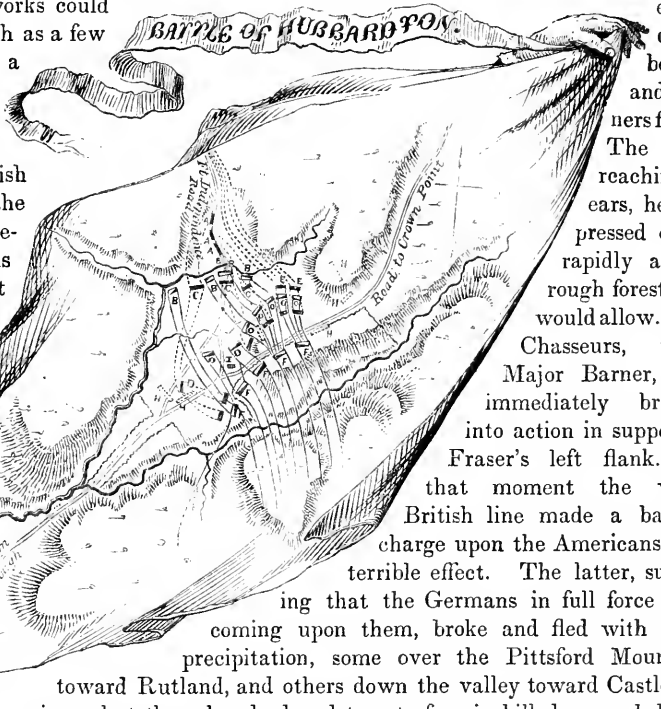 works could
h as a few
a
BATTLE OF HUBBARDTON.
and
ners f
The
reachi
ears, he
pressed
rapidly a
rough forest
would allow.
Chasseurs,
Major Barner,
immediately br
into action in supp
Fraser's left flank.
that moment the
British line made a ba
charge upon the Americans
terrible effect. The latter, su
ing that the Germans in full force
coming upon them, broke and fled with
precipitation, some over the Pittsford Moun
toward Rutland, and others down the valley toward Castle
ish
the
e-
s
t
Road to Crown Point